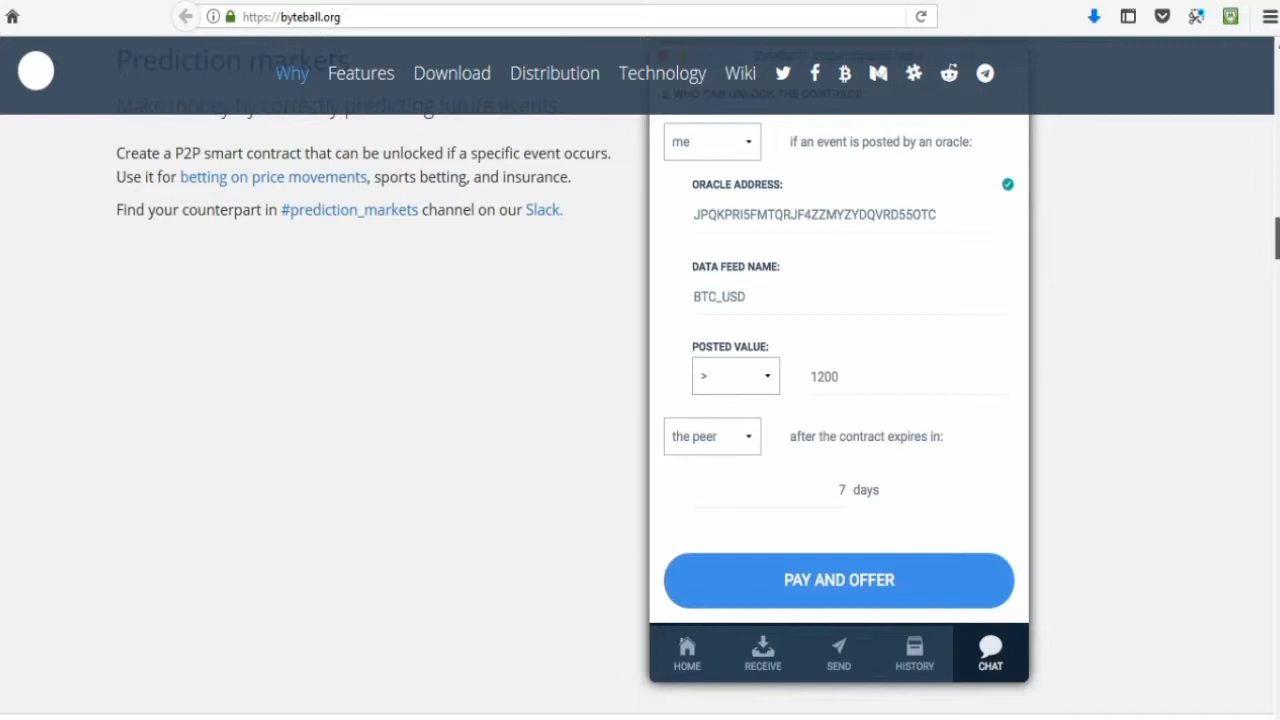 https://byteball.org
Prediction markets
Why Features Download Distribution Technology Wiki
Make money by correctly predicting future events
2. WHO CAN UNLOCK THE CONTRACT:
Create a P2P smart contract that can be unlocked if a specific event occurs.
Use it for betting on price movements, sports betting, and insurance.
Find your counterpart in #prediction_markets channel on our Slack.
me if an event is posted by an oracle:
ORACLE ADDRESS:
JPQKPRI5FMTQRJF4ZZMYZYDQVRD55OTC
DATA FEED NAME:
BTC_USD
POSTED VALUE:
> 1200
the peer after the contract expires in:
7 days
PAY AND OFFER
HOME RECEIVE SEND HISTORY CHAT